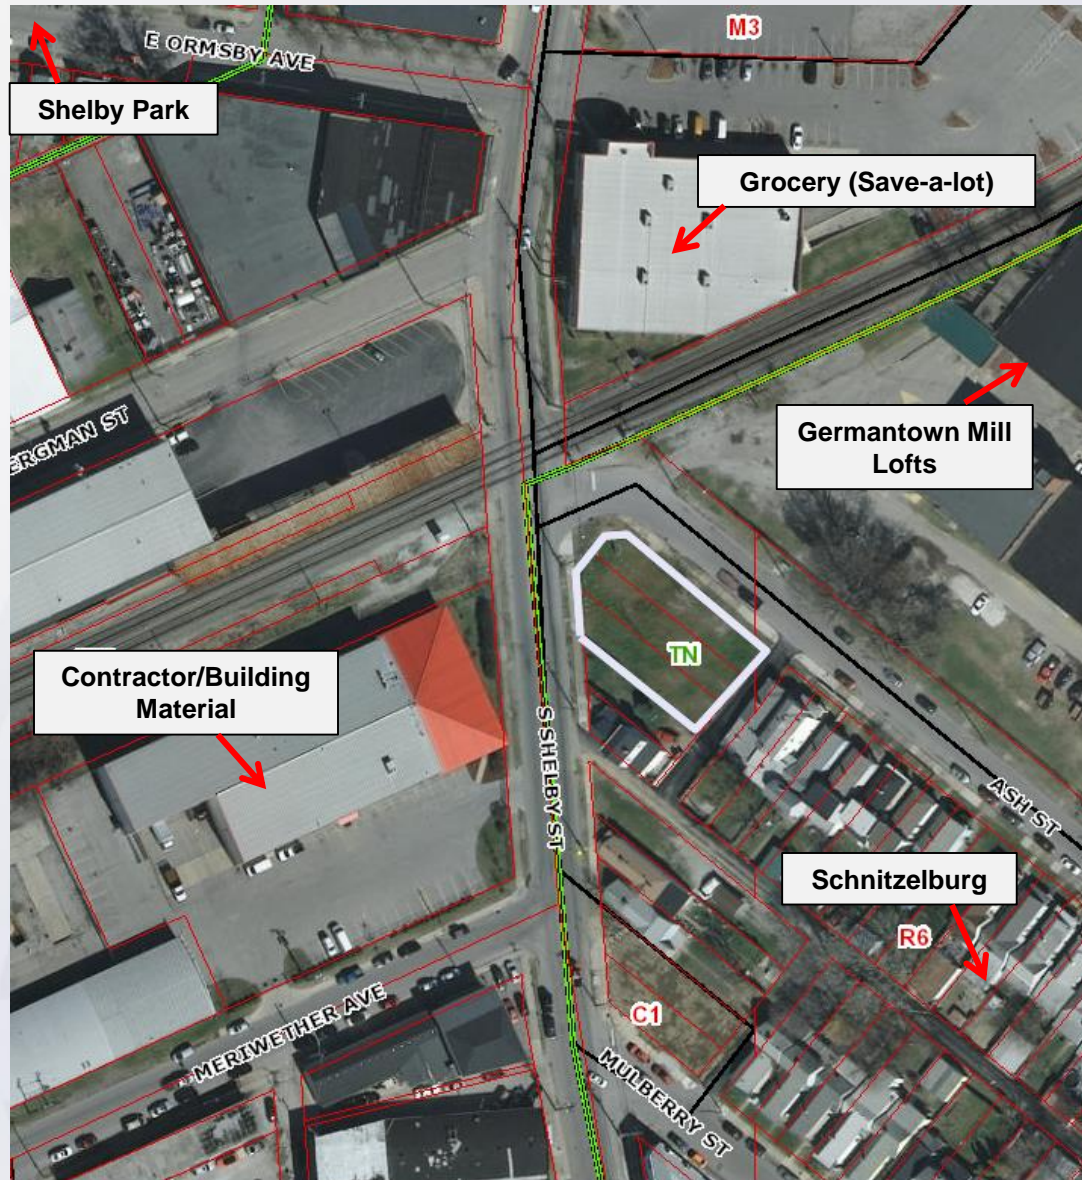 M3
E ORMSBY AVE
Shelby Park
Grocery (Save-a-lot)
ERGMAN ST
Germantown Mill
Lofts
TN
Contractor/Building
Material
S SHELBY ST
ASH ST
Schnitzelburg
R6
MERIWETHER AVE
C1
MULBERRY ST